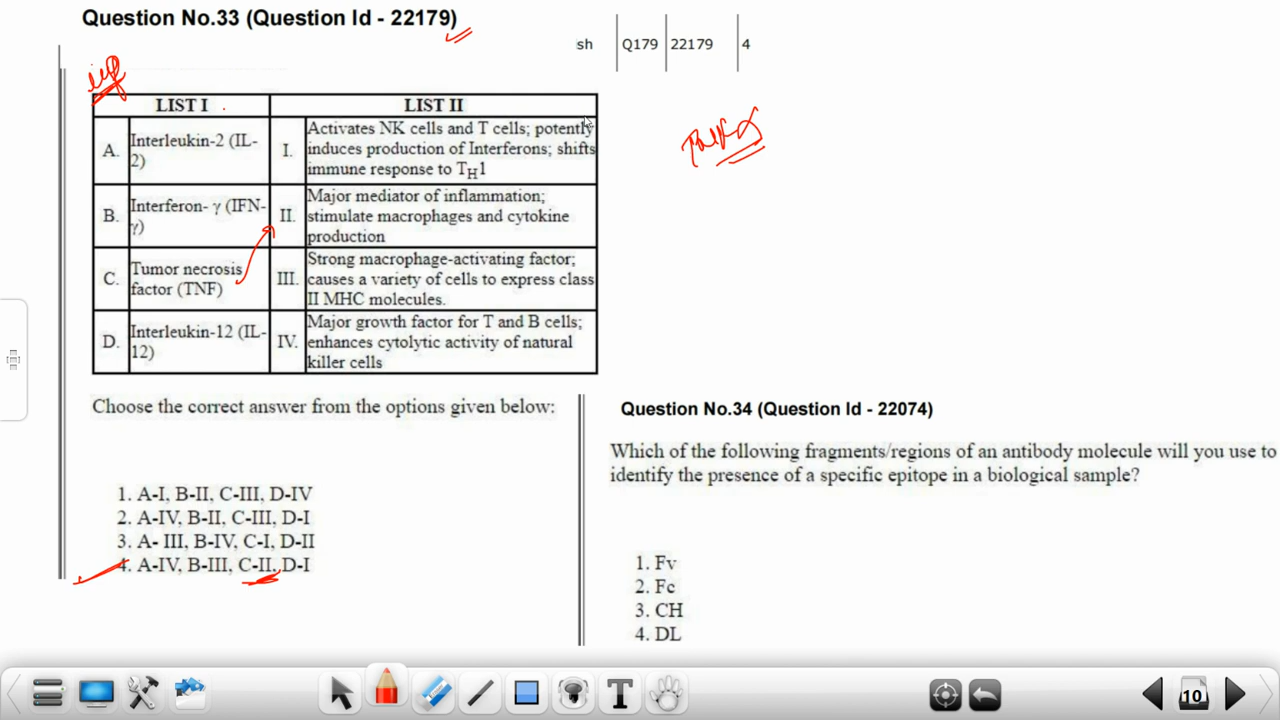 Question No.33 (Question Id - 22179)
sh Q179 22179 4
imp
LIST I LIST II
A. Interleukin-2 (IL-
2)
I. Activates NK cells and T cells; potently
induces production of Interferons; shifts
immune response to TH1
B. Interferon- γ (IFN-
γ)
II. Major mediator of inflammation;
stimulate macrophages and cytokine
production
C. Tumor necrosis
factor (TNF)
III. Strong macrophage-activating factor;
causes a variety of cells to express class
II MHC molecules.
D. Interleukin-12 (IL-
12)
IV. Major growth factor for T and B cells;
enhances cytolytic activity of natural
killer cells
Choose the correct answer from the options given below:
1. A-I, B-II, C-III, D-IV
2. A-IV, B-II, C-III, D-I
3. A- III, B-IV, C-I, D-II
4. A-IV, B-III, C-II, D-I
Question No.34 (Question Id - 22074)
Which of the following fragments/regions of an antibody molecule will you use to
identify the presence of a specific epitope in a biological sample?
1. Fv
2. Fc
3. CH
4. DL
T
10